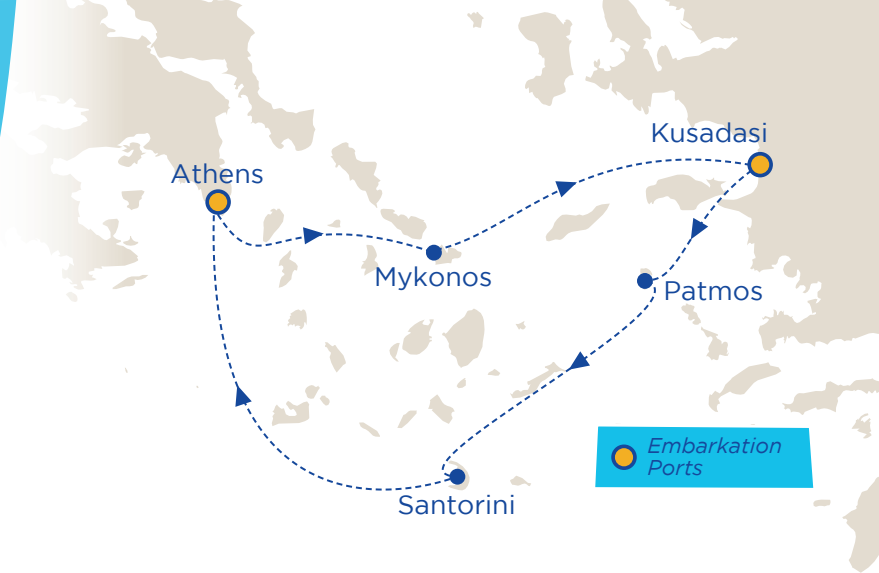 Kusadasi
Athens
Mykonos
Patmos
Embarkation
Ports
Santorini